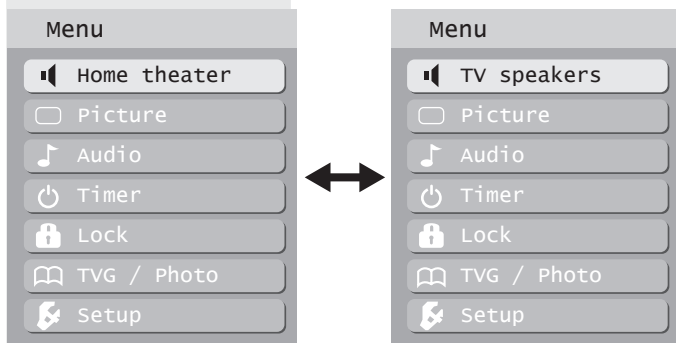 Menu
Home theater
Picture
Audio
Timer
Lock
TVG / Photo
Setup
Menu
TV speakers
Picture
Audio
Timer
Lock
TVG / Photo
Setup